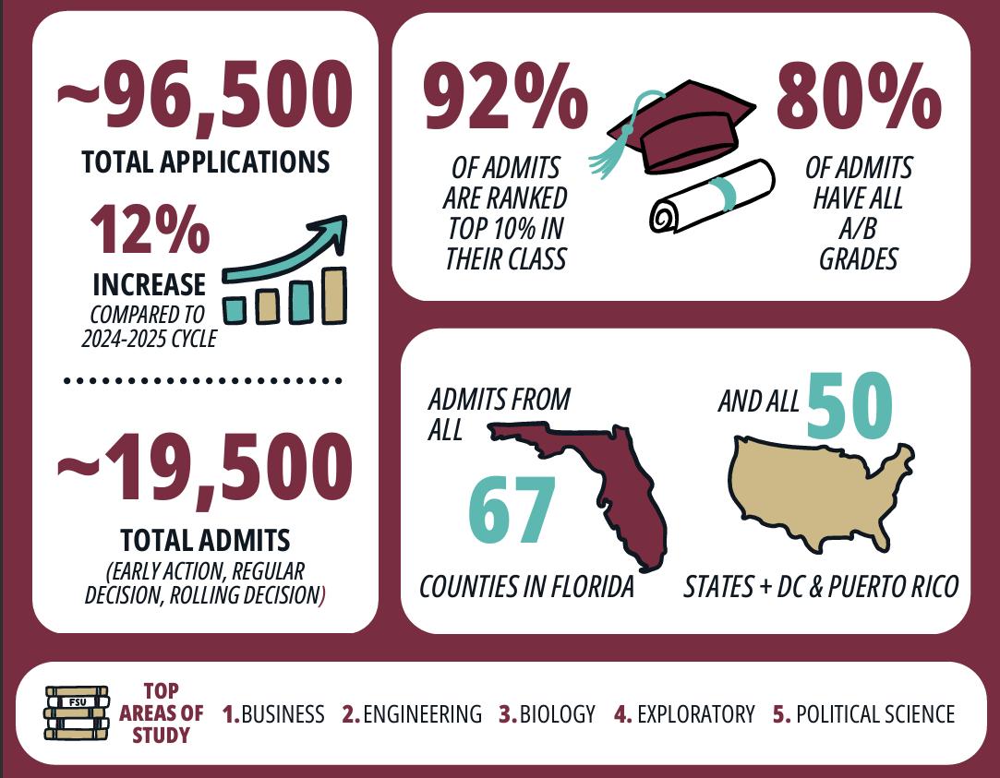 ~96,500
TOTAL APPLICATIONS
12%
INCREASE
COMPARED TO
2024-2025 CYCLE
~19,500
TOTAL ADMITS
(EARLY ACTION, REGULAR
DECISION, ROLLING DECISION)
92%
OF ADMITS
ARE RANKED
TOP 10% IN
THEIR CLASS
80%
OF ADMITS
HAVE ALL
A/B
GRADES
ADMITS FROM
ALL
67
COUNTIES IN FLORIDA
AND ALL 50
STATES + DC & PUERTO RICO
FSU
TOP
AREAS OF
STUDY
1. BUSINESS 2. ENGINEERING 3. BIOLOGY 4. EXPLORATORY 5. POLITICAL SCIENCE